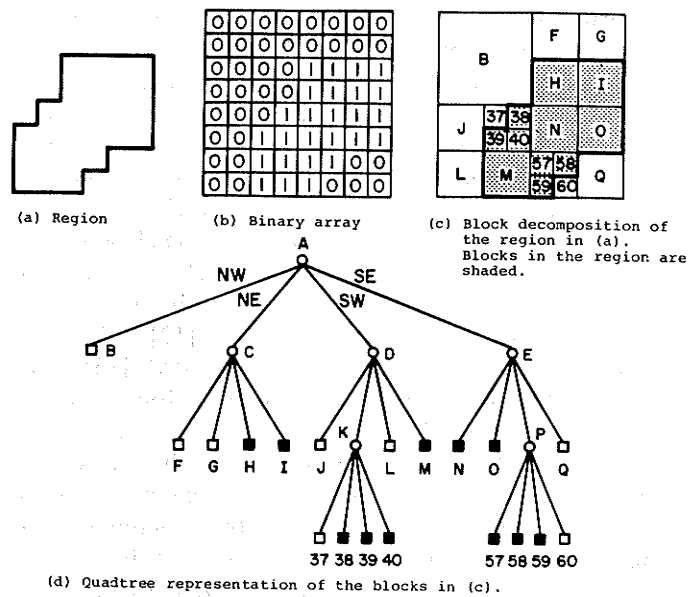 0 0 0 0 0 0 0 0
0 0 0 0 0 0 0 0
0 0 0 0 1 1 1 1
0 0 0 0 1 1 1 1
0 0 0 1 1 1 1 1
0 0 1 1 1 1 1 1
0 0 1 1 1 1 0 0
0 0 1 1 1 0 0 0
F G
B
H I
J 37 38 N O
39 40
L M 57 58 Q
59 60
(a) Region
(b) Binary array
(c) Block decomposition of
the region in (a).
Blocks in the region are
shaded.
A
NW SE
NE SW
B C D E
K P
F G H I J L M N O Q
37 38 39 40 57 58 59 60
(d) Quadtree representation of the blocks in (c).